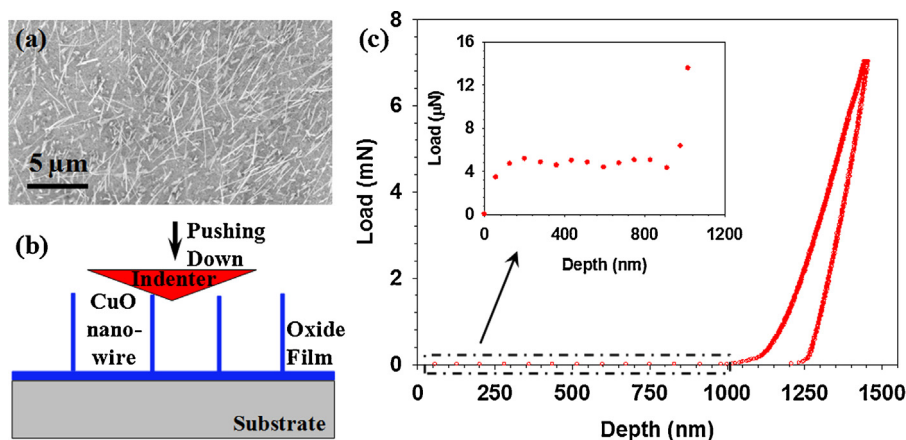 (a)
5 µm
(b)
Pushing
Down
Indenter
CuO
nano-
wire
Oxide
Film
Substrate
(c)
Load (mN)
8
6
4
2
0
0 250 500 750 1000 1250 1500
Depth (nm)
Load (µN)
16
12
8
4
0
0 400 800 1200
Depth (nm)